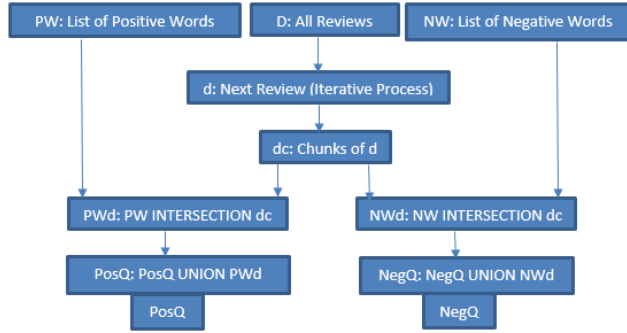 PW: List of Positive Words
D: All Reviews
NW: List of Negative Words
d: Next Review (Iterative Process)
dc: Chunks of d
PWd: PW INTERSECTION dc
NWd: NW INTERSECTION dc
PosQ: PosQ UNION PWd
NegQ: NegQ UNION NWd
PosQ
NegQ